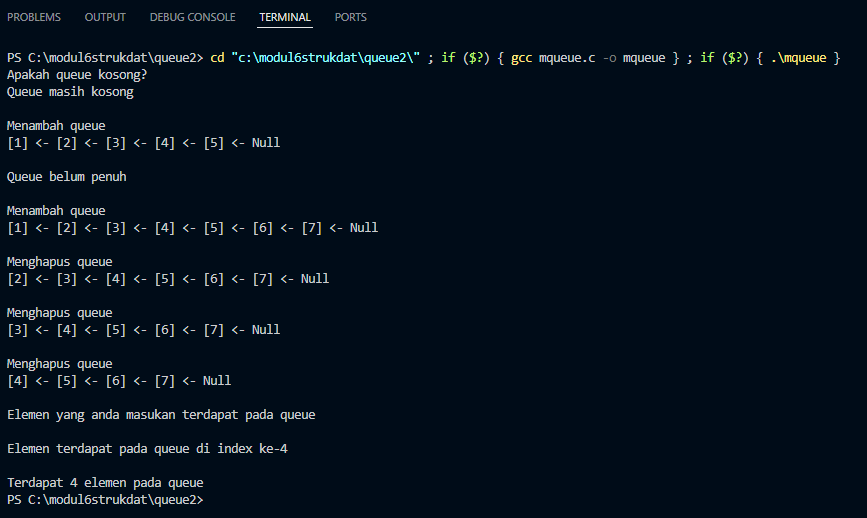 PROBLEMS OUTPUT DEBUG CONSOLE TERMINAL PORTS
PS C:\modul6strukdat\queue2> cd "c:\modul6strukdat\queue2\" ; if ($?) { gcc mqueue.c -o mqueue } ; if ($?) { .\mqueue }
Apakah queue kosong?
Queue masih kosong
Menambah queue
[1] <- [2] <- [3] <- [4] <- [5] <- Null
Queue belum penuh
Menambah queue
[1] <- [2] <- [3] <- [4] <- [5] <- [6] <- [7] <- Null
Menghapus queue
[2] <- [3] <- [4] <- [5] <- [6] <- [7] <- Null
Menghapus queue
[3] <- [4] <- [5] <- [6] <- [7] <- Null
Menghapus queue
[4] <- [5] <- [6] <- [7] <- Null
Elemen yang anda masukan terdapat pada queue
Elemen terdapat pada queue di index ke-4
Terdapat 4 elemen pada queue
PS C:\modul6strukdat\queue2>